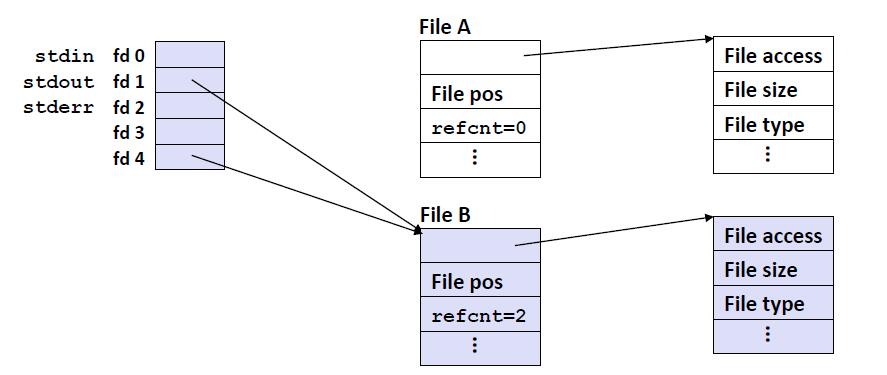 stdin fd 0
stdout fd 1
stderr fd 2
fd 3
fd 4
File A
File pos
refcnt=0
⋮
File access
File size
File type
⋮
File B
File pos
refcnt=2
⋮
File access
File size
File type
⋮